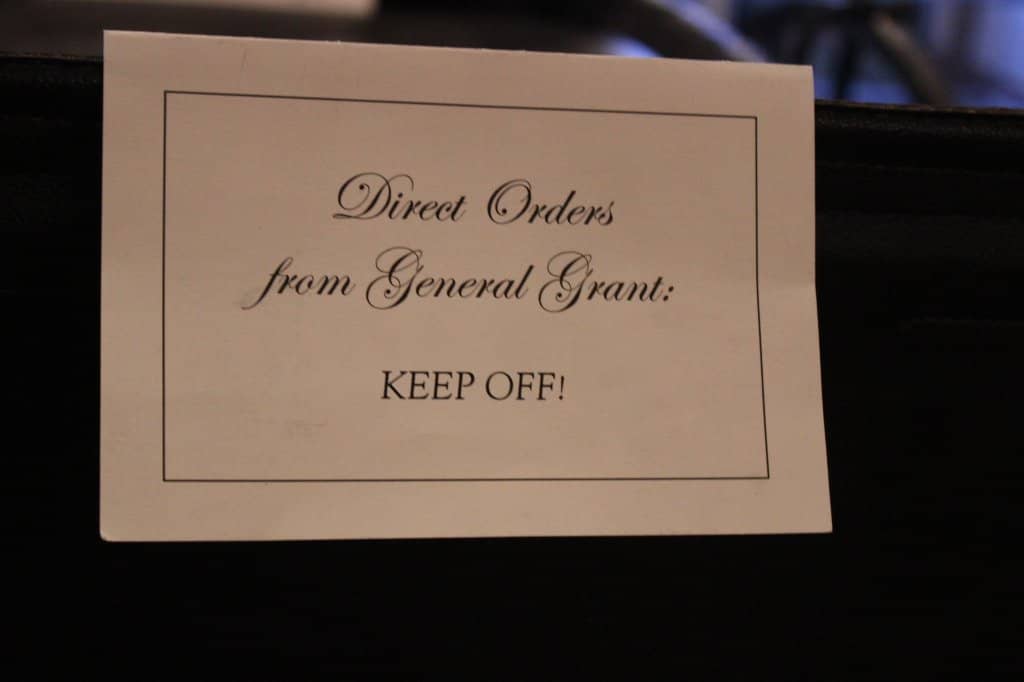 Direct Orders
from General Grant:
KEEP OFF!